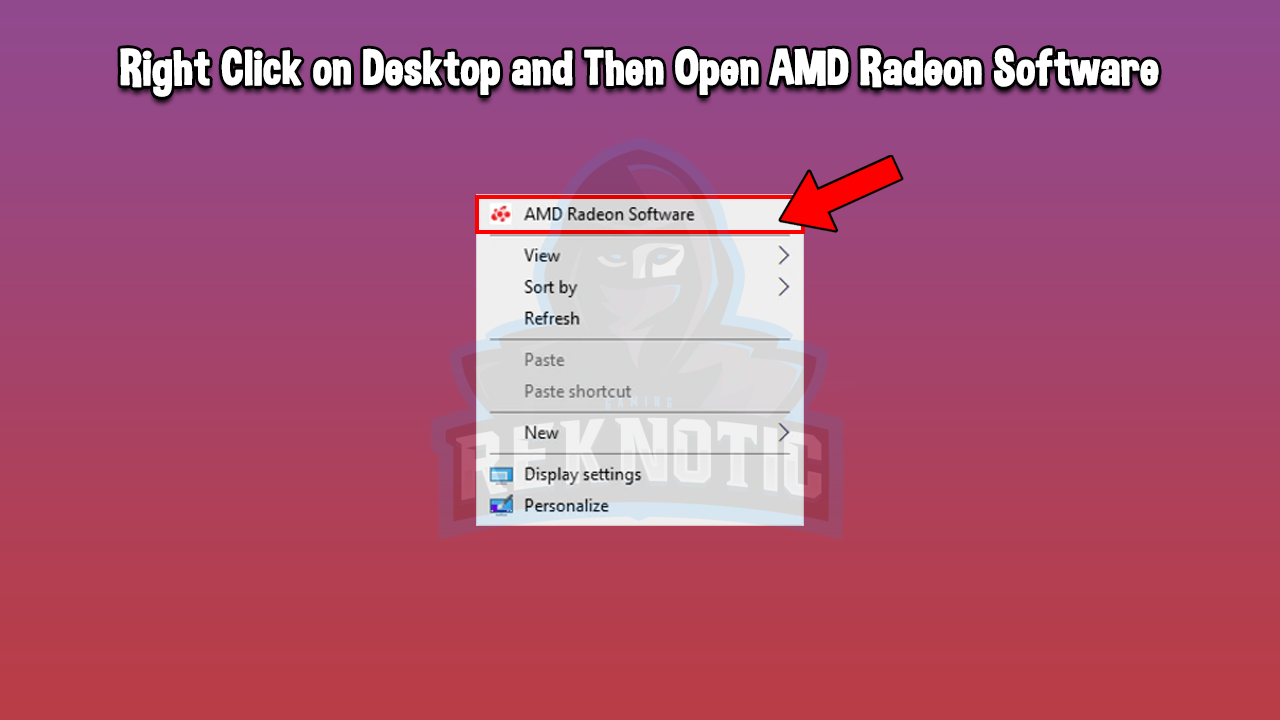 Right Click on Desktop and Then Open AMD Radeon Software
AMD Radeon Software
View
Sort by
Refresh
Paste
Paste shortcut
GAMING
New
REKNOTIC
Display settings
Personalize